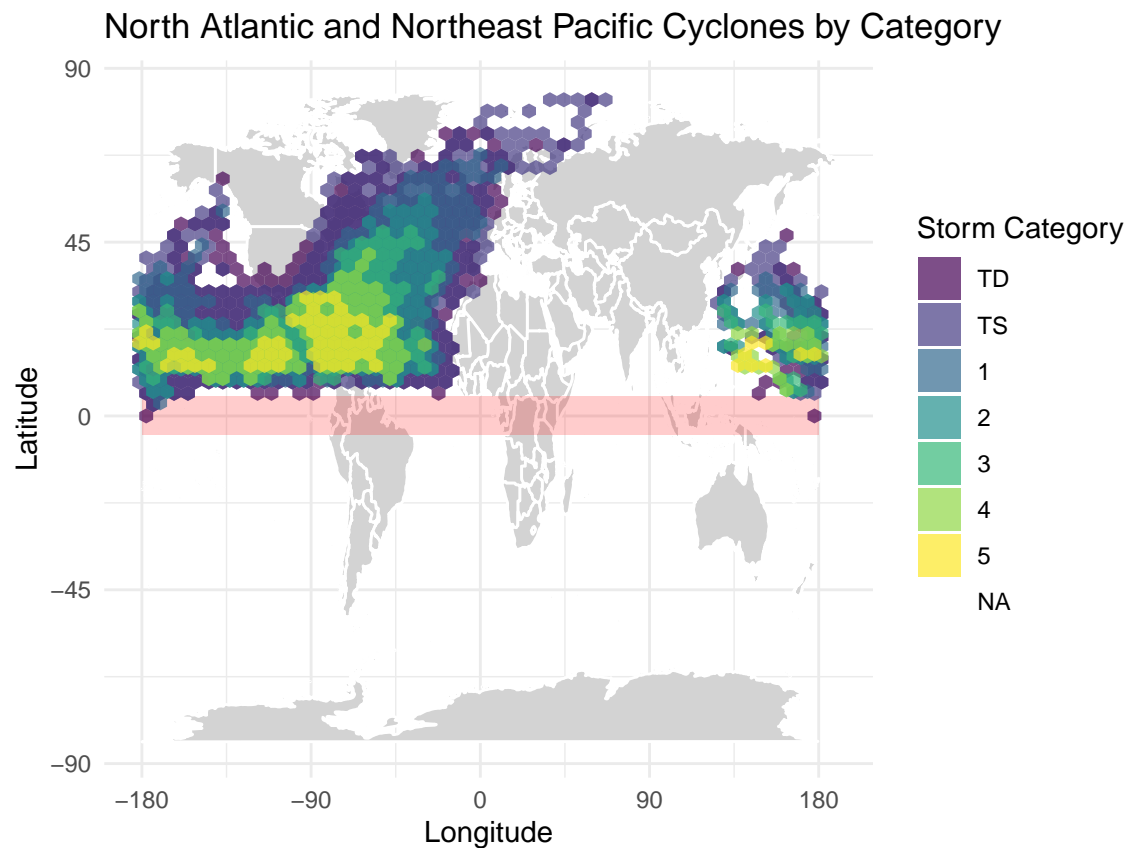 North Atlantic and Northeast Pacific Cyclones by Category
90
45
0
−45
−90
Latitude
−180
−90
0
90
180
Longitude
Storm Category
TD
TS
1
2
3
4
5
NA